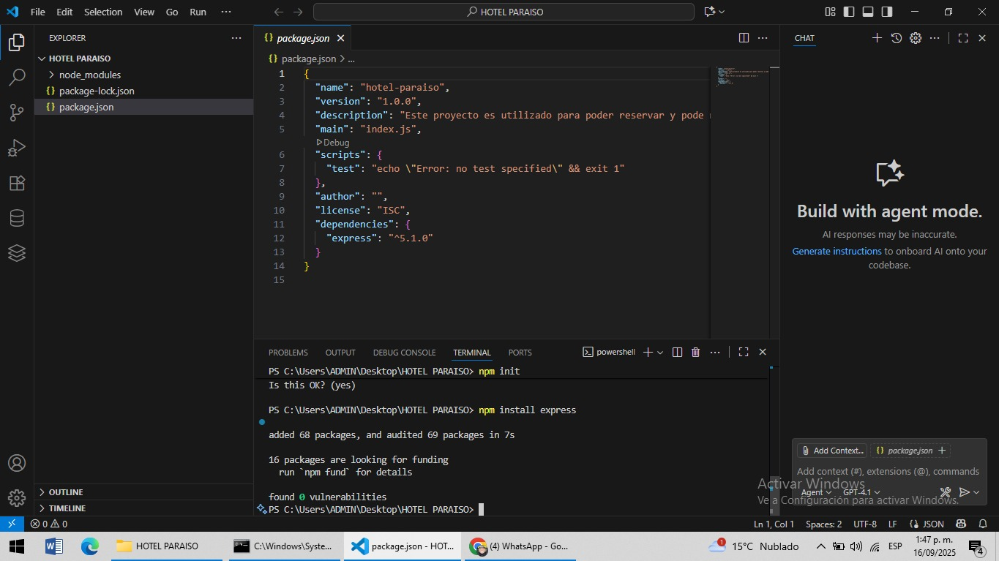 File Edit Selection View Go Run ···
HOTEL PARAISO
EXPLORER
HOTEL PARAISO
node_modules
{} package-lock.json
{} package.json
OUTLINE
TIMELINE
{} package.json
{} package.json > ...
1 {
2 "name": "hotel-paraiso",
3 "version": "1.0.0",
4 "description": "Este proyecto es utilizado para poder reservar y pode
5 "main": "index.js",
Debug
6 "scripts": {
7 "test": "echo \"Error: no test specified\" && exit 1"
8 },
9 "author": "",
10 "license": "ISC",
11 "dependencies": {
12 "express": "^5.1.0"
13 }
14 }
15
PROBLEMS OUTPUT DEBUG CONSOLE TERMINAL PORTS
powershell
PS C:\Users\ADMIN\Desktop\HOTEL PARAISO> npm init
Is this OK? (yes)
PS C:\Users\ADMIN\Desktop\HOTEL PARAISO> npm install express
added 68 packages, and audited 69 packages in 7s
16 packages are looking for funding
run `npm fund` for details
found 0 vulnerabilities
PS C:\Users\ADMIN\Desktop\HOTEL PARAISO>
CHAT
Build with agent mode.
AI responses may be inaccurate.
Generate instructions to onboard AI onto your
codebase.
Add Context... {} package.json +
Add context (#), extensions (@), commands
Agent GPT-4.1
Activar Windows
Ve a Configuración para activar Windows.
0 0
Ln 1, Col 1 Spaces: 2 UTF-8 LF {} JSON
HOTEL PARAISO
C:\Windows\Syste...
package.json - HOT...
(4) WhatsApp - Go...
1
15°C Nublado
ESP
1:47 p. m.
16/09/2025
4